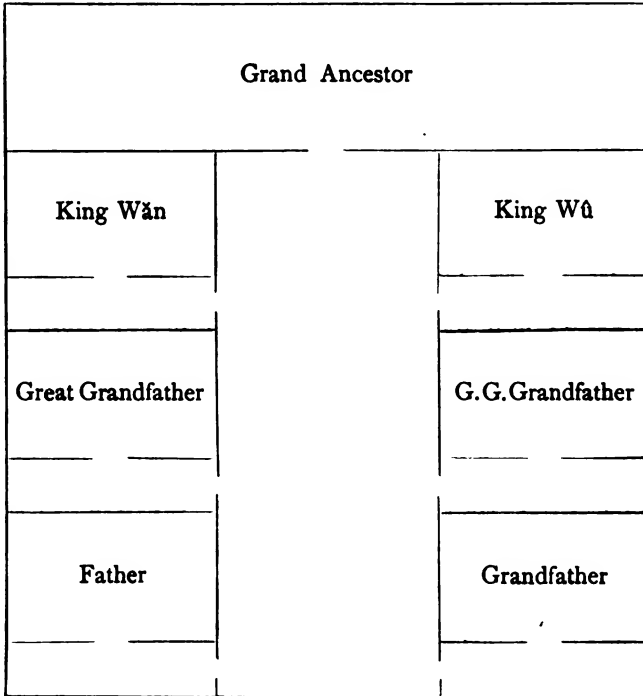 Grand Ancestor
King Wăn
King Wû
Great Grandfather
G. G. Grandfather
Father
Grandfather